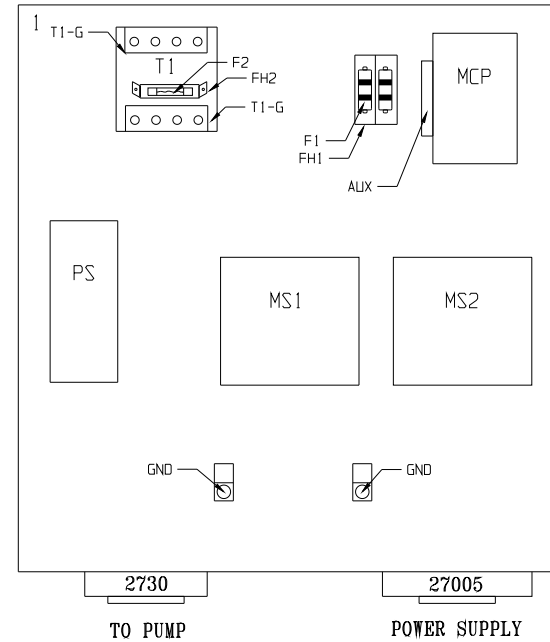 1
T1-G
T1
F2
FH2
T1-G
F1
FH1
AUX
MCP
PS
MS1
MS2
GND
GND
2730
27005
TO PUMP
POWER SUPPLY